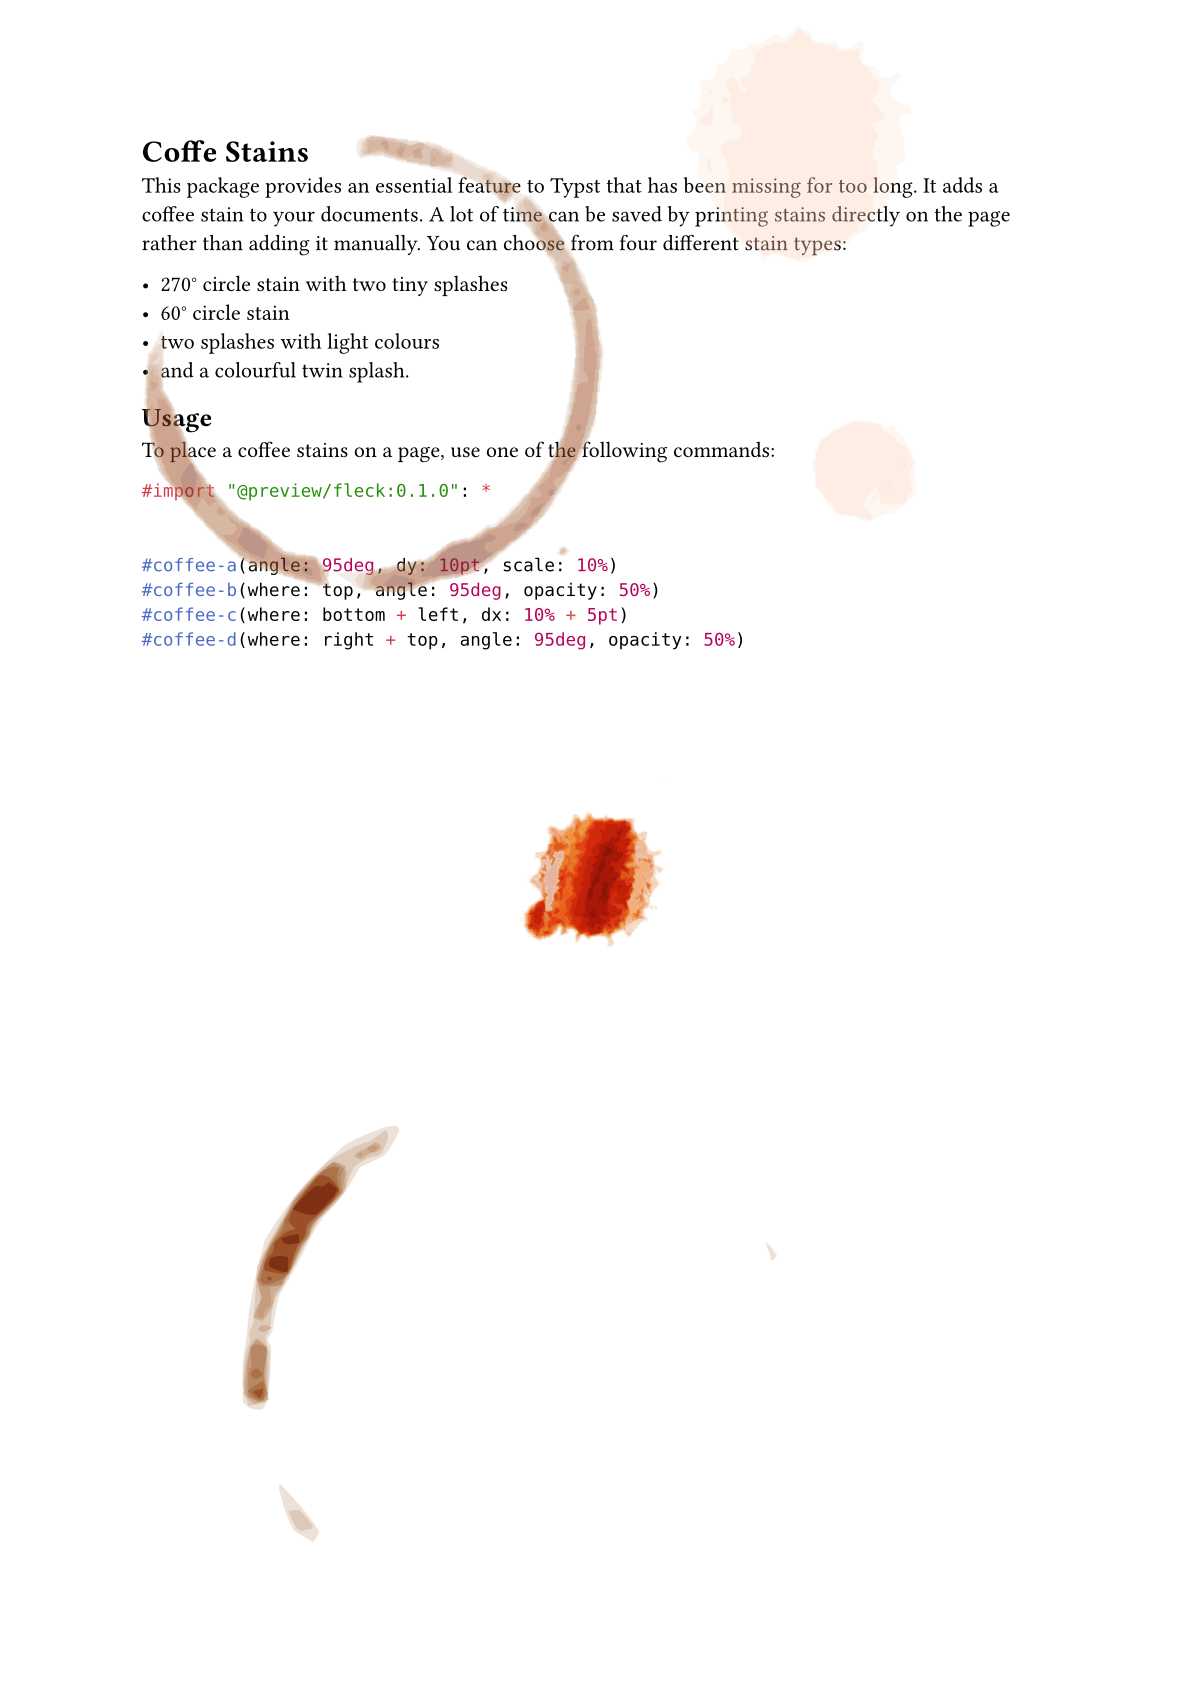 Coffe Stains
This package provides an essential feature to Typst that has been missing for too long. It adds a
coffee stain to your documents. A lot of time can be saved by printing stains directly on the page
rather than adding it manually. You can choose from four different stain types:
• 270° circle stain with two tiny splashes
• 60° circle stain
• two splashes with light colours
• and a colourful twin splash.
Usage
To place a coffee stains on a page, use one of the following commands:
#import "@preview/fleck:0.1.0": *
#coffee-a(angle: 95deg, dy: 10pt, scale: 10%)
#coffee-b(where: top, angle: 95deg, opacity: 50%)
#coffee-c(where: bottom + left, dx: 10% + 5pt)
#coffee-d(where: right + top, angle: 95deg, opacity: 50%)